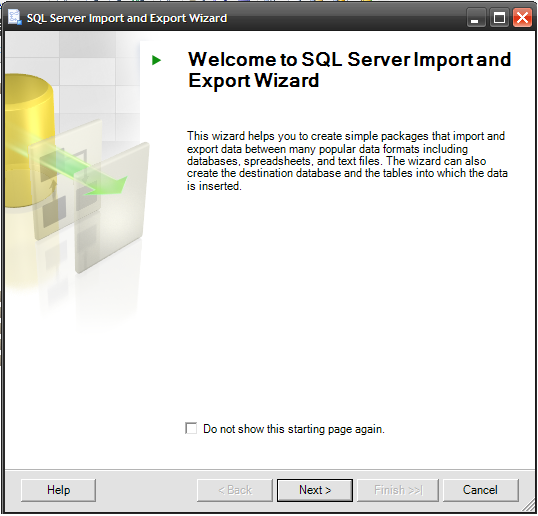 SQL Server Import and Export Wizard
Welcome to SQL Server Import and
Export Wizard
This wizard helps you to create simple packages that import and
export data between many popular data formats including
databases, spreadsheets, and text files. The wizard can also
create the destination database and the tables into which the data
is inserted.
Do not show this starting page again.
Help
< Back
Next >
Finish >>|
Cancel